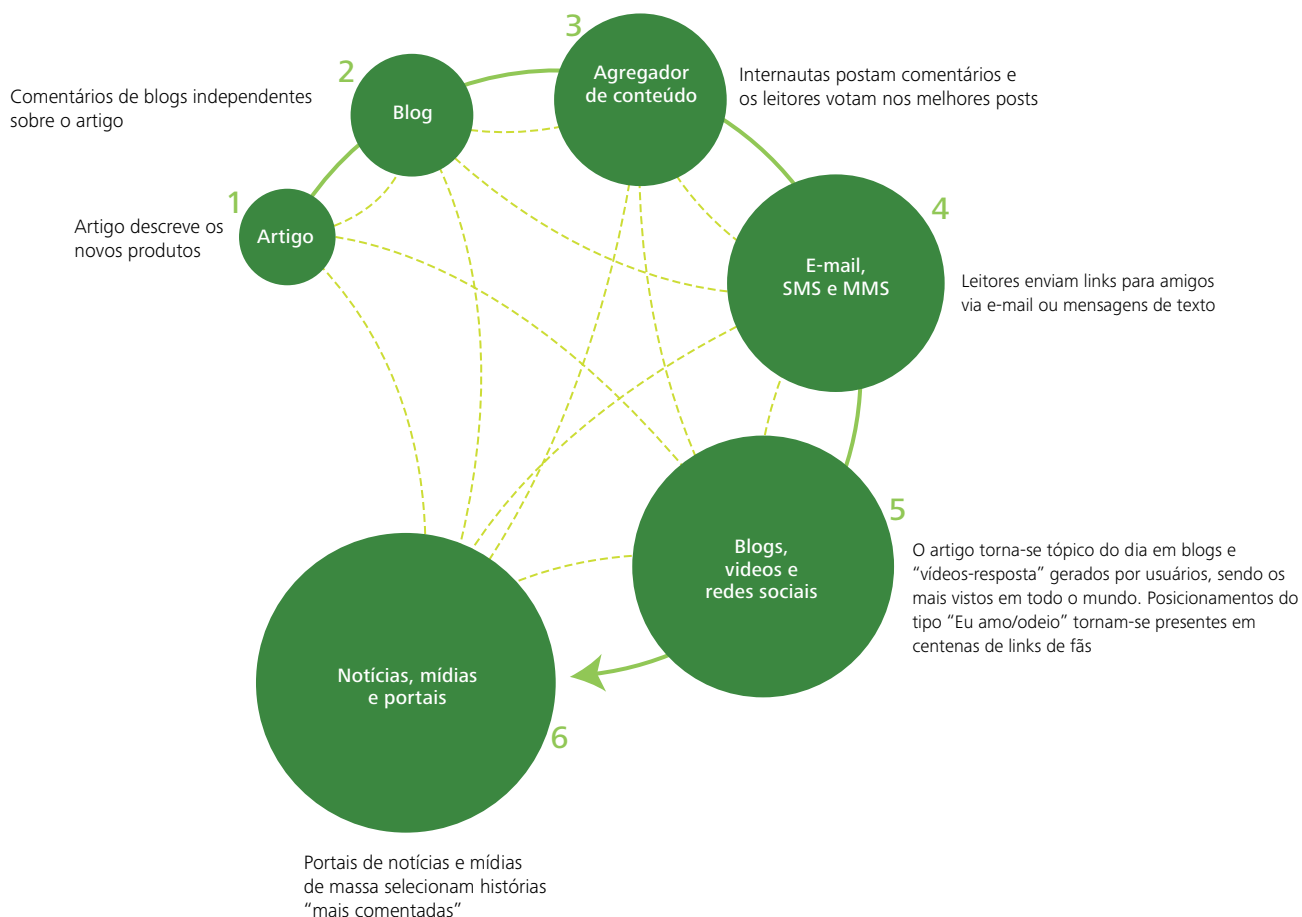 1
Artigo
Artigo descreve os
novos produtos
2
Blog
Comentários de blogs independentes
sobre o artigo
3
Agregador
de conteúdo
Internautas postam comentários e
os leitores votam nos melhores posts
4
E-mail,
SMS e MMS
Leitores enviam links para amigos
via e-mail ou mensagens de texto
5
Blogs,
videos e
redes sociais
O artigo torna-se tópico do dia em blogs e
“vídeos-resposta” gerados por usuários, sendo os
mais vistos em todo o mundo. Posicionamentos do
tipo “Eu amo/odeio” tornam-se presentes em
centenas de links de fãs
6
Notícias, mídias
e portais
Portais de notícias e mídias
de massa selecionam histórias
“mais comentadas”